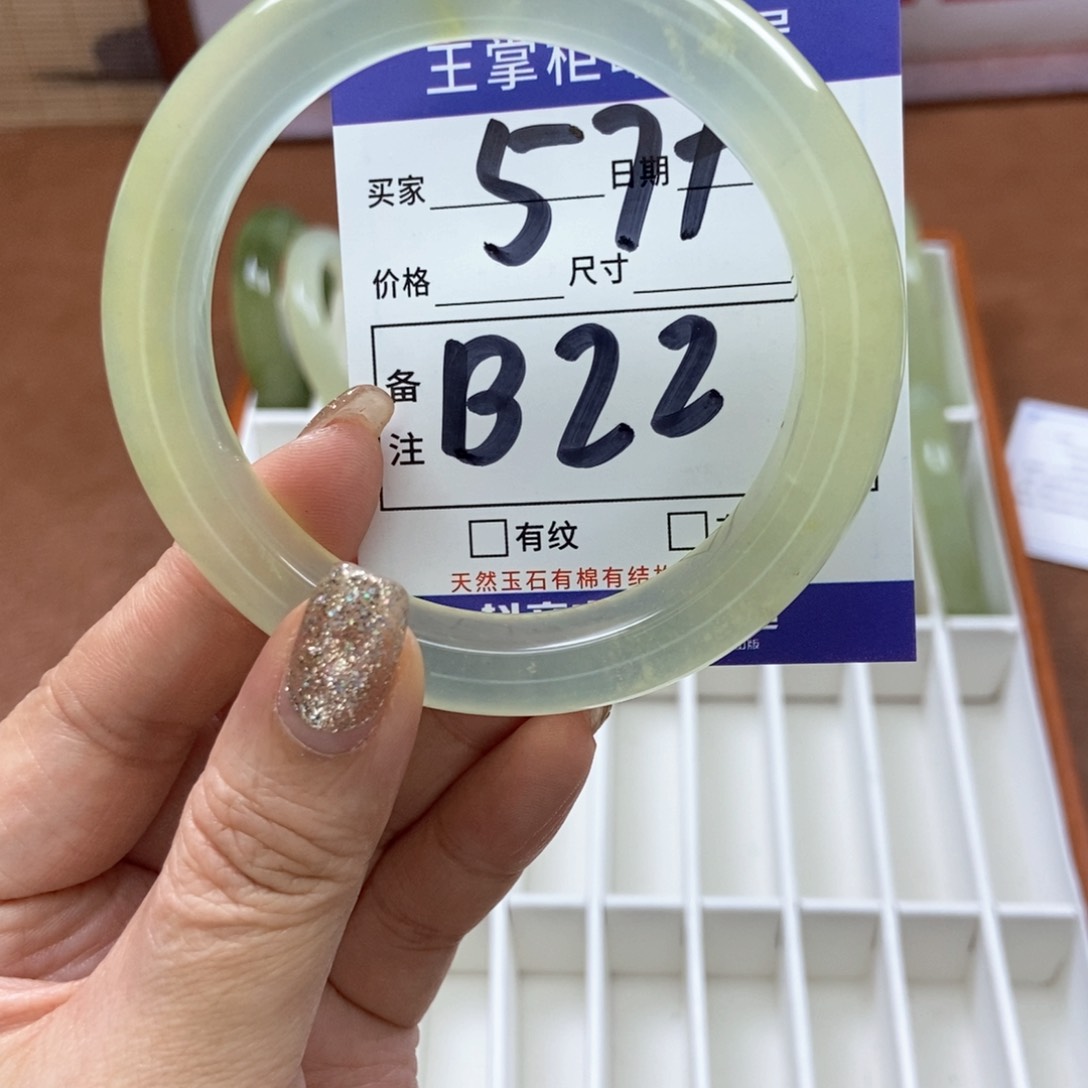 王掌柜
买家 57+ 日期
价格 尺寸
备注 B22
□有纹 □
天然玉石有棉有结构